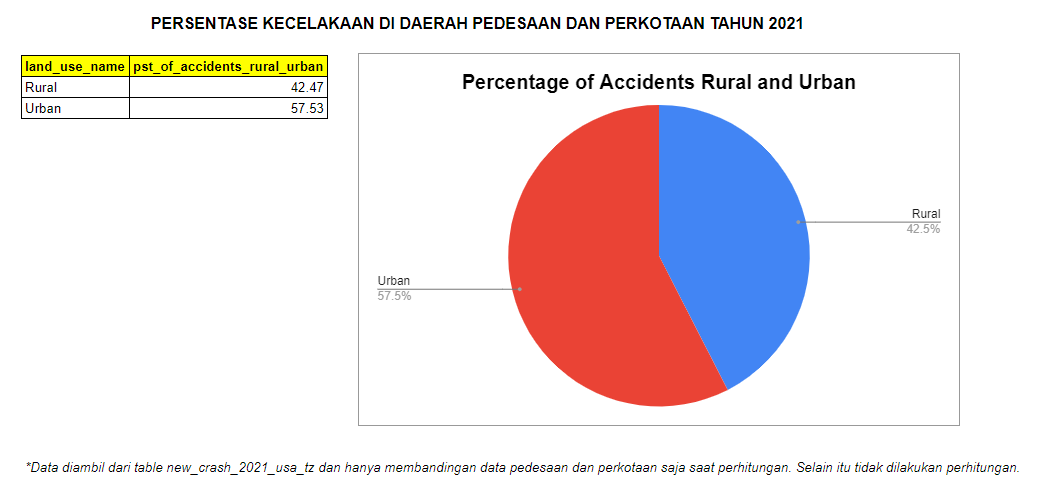 PERSENTASE KECELAKAAN DI DAERAH PEDESAAN DAN PERKOTAAN TAHUN 2021
land_use_name pst_of_accidents_rural_urban
Rural 42.47
Urban 57.53
Percentage of Accidents Rural and Urban
Rural
42.5%
Urban
57.5%
*Data diambil dari table new_crash_2021_usa_tz dan hanya membandingan data pedesaan dan perkotaan saja saat perhitungan. Selain itu tidak dilakukan perhitungan.